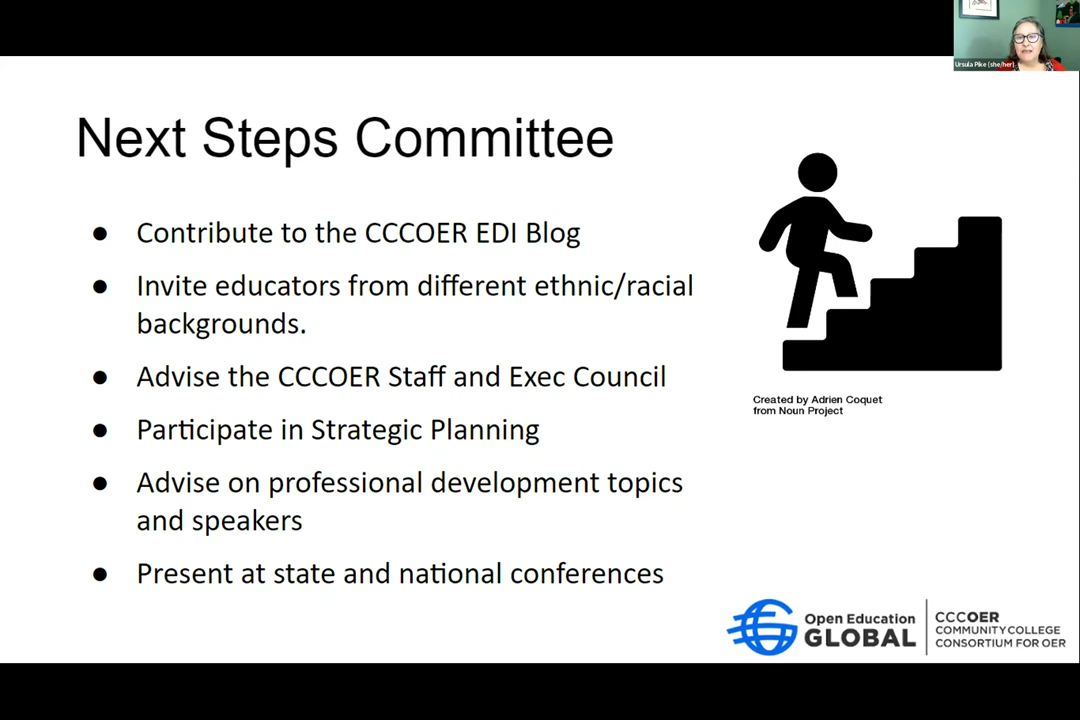 Ursula Pike (she/her)
Next Steps Committee
● Contribute to the CCCOER EDI Blog
● Invite educators from different ethnic/racial
backgrounds.
● Advise the CCCOER Staff and Exec Council
● Participate in Strategic Planning
● Advise on professional development topics
and speakers
● Present at state and national conferences
Created by Adrien Coquet
from Noun Project
Open Education
GLOBAL
CCCOER
COMMUNITY COLLEGE
CONSORTIUM FOR OER